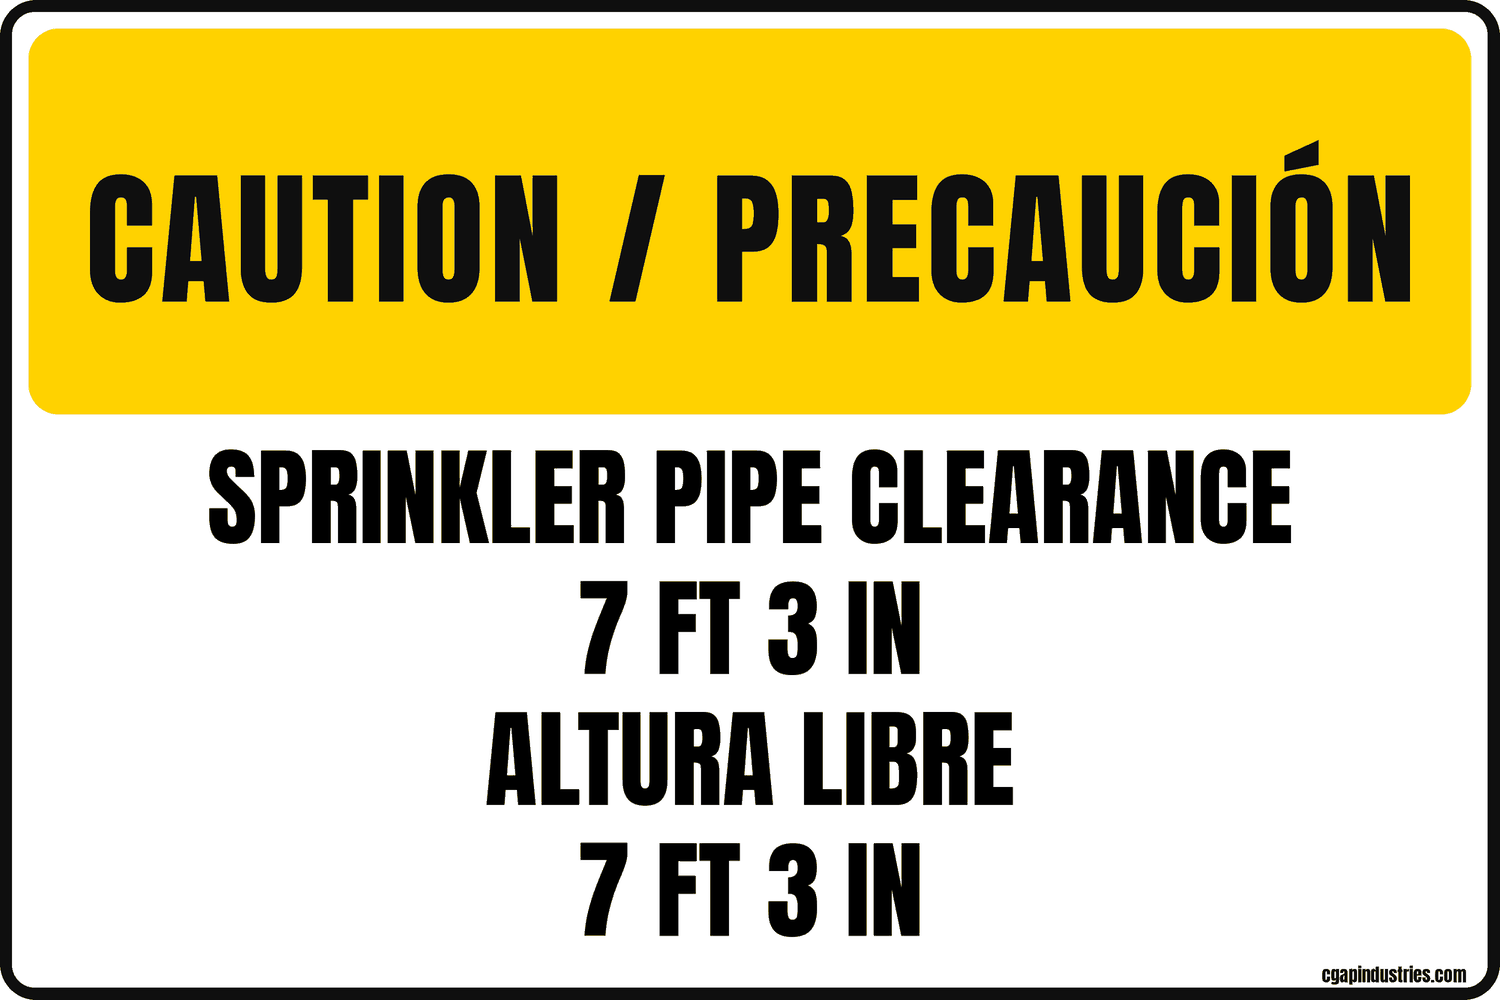 CAUTION / PRECAUCIÓN
SPRINKLER PIPE CLEARANCE
7 FT 3 IN
ALTURA LIBRE
7 FT 3 IN
cgapindustries.com